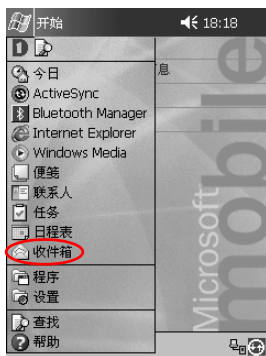 开始 18:18
今日
息
ActiveSync
Bluetooth Manager
Internet Explorer
Windows Media
便笺
联系人
任务
日程表
收件箱
程序
设置
查找
帮助
Microsoft
mobile